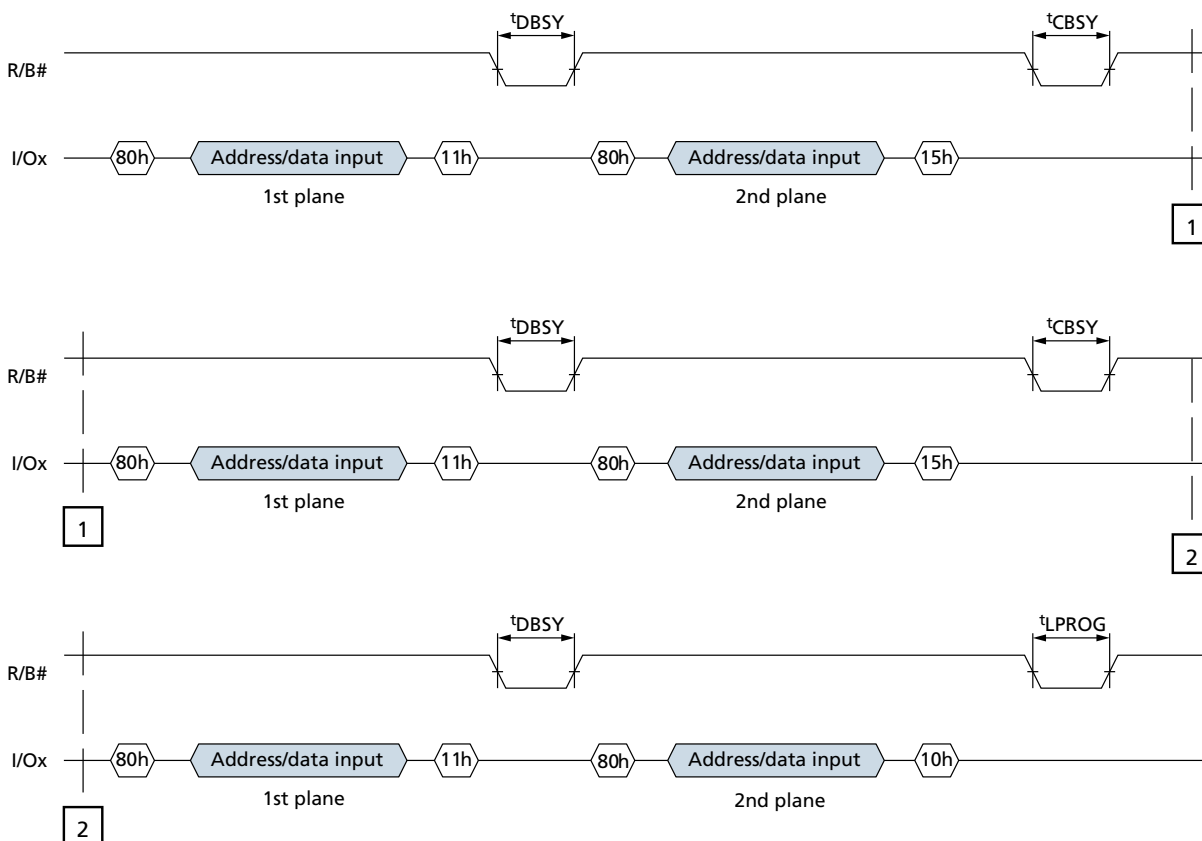 tDBSY tCBSY
R/B#
I/Ox 80h Address/data input 11h 80h Address/data input 15h
1st plane 2nd plane
1
tDBSY tCBSY
R/B#
I/Ox 80h Address/data input 11h 80h Address/data input 15h
1st plane 2nd plane
1
2
tDBSY tLPROG
R/B#
I/Ox 80h Address/data input 11h 80h Address/data input 10h
1st plane 2nd plane
2